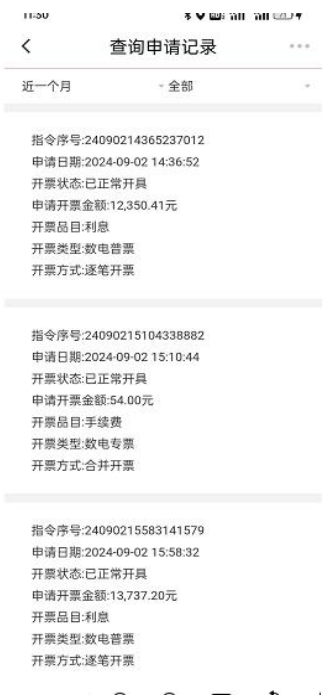 11:50
查询申请记录
近一个月 全部
指令序号:24090214365237012
申请日期:2024-09-02 14:36:52
开票状态:已正常开具
申请开票金额:12,350.41元
开票品目:利息
开票类型:数电普票
开票方式:逐笔开票
指令序号:24090215104338882
申请日期:2024-09-02 15:10:44
开票状态:已正常开具
申请开票金额:54.00元
开票品目:手续费
开票类型:数电专票
开票方式:合并开票
指令序号:24090215583141579
申请日期:2024-09-02 15:58:32
开票状态:已正常开具
申请开票金额:13,737.20元
开票品目:利息
开票类型:数电普票
开票方式:逐笔开票